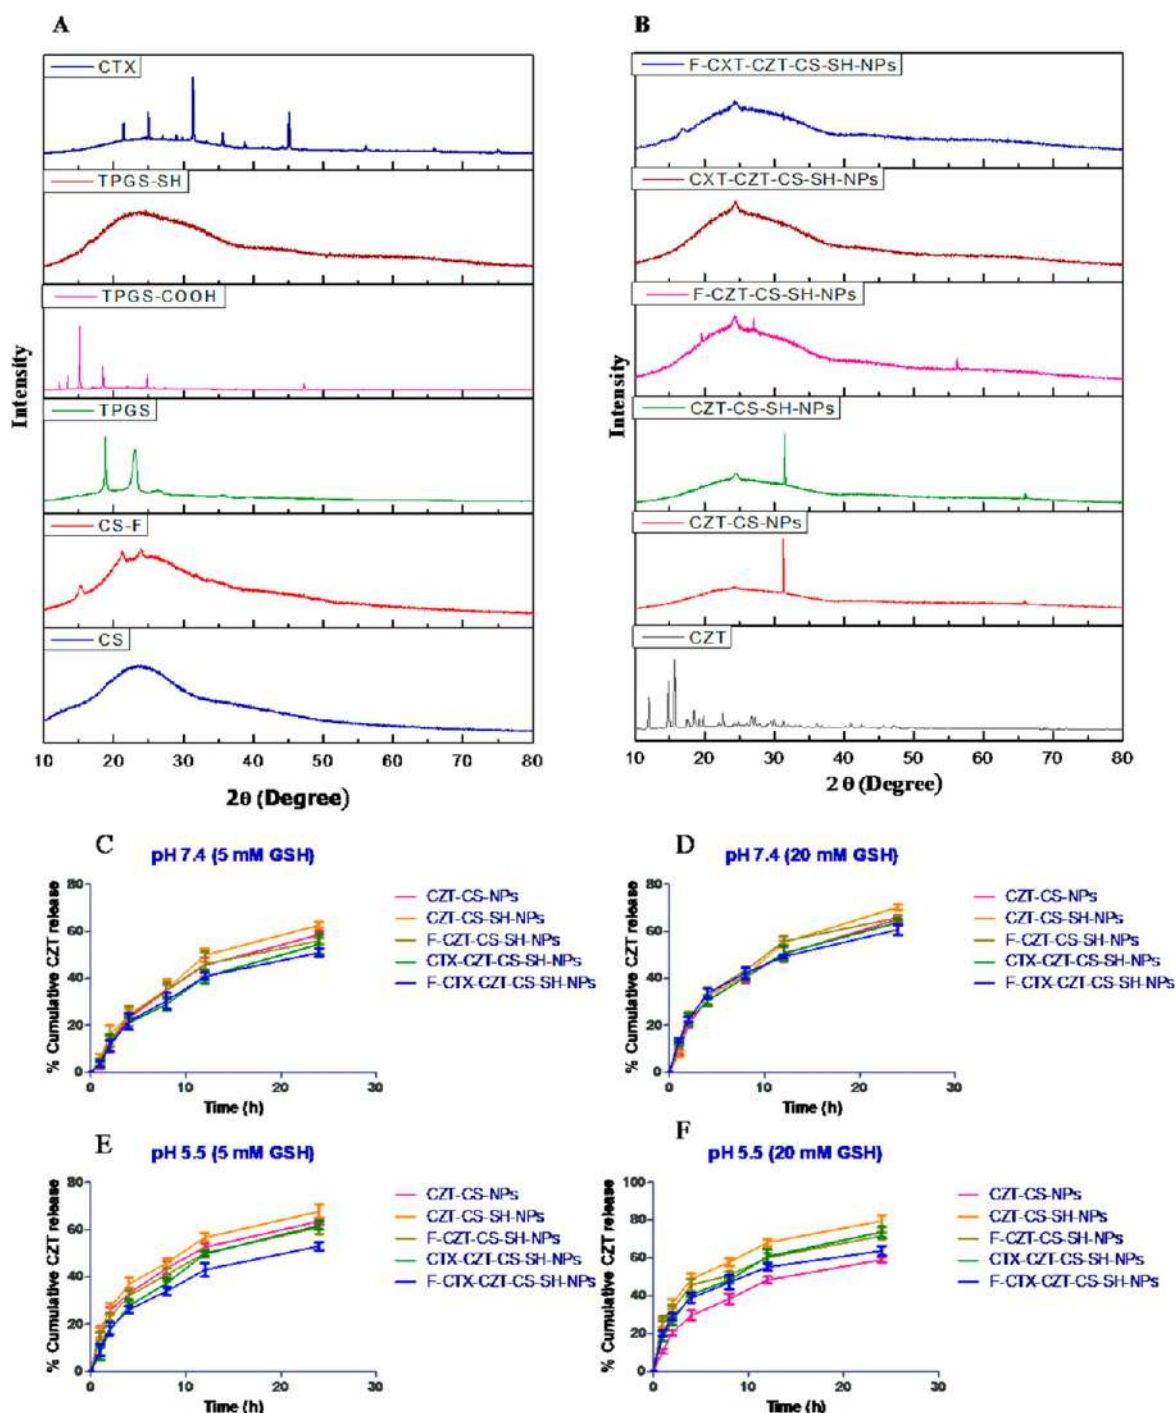 A
CTX
TPGS-SH
TPGS-COOH
TPGS
CS-F
CS
Intensity
10 20 30 40 50 60 70 80
2θ (Degree)
B
F-CXT-CZT-CS-SH-NPs
CXT-CZT-CS-SH-NPs
F-CZT-CS-SH-NPs
CZT-CS-SH-NPs
CZT-CS-NPs
CZT
Intensity
10 20 30 40 50 60 70 80
2 θ (Degree)
C
pH 7.4 (5 mM GSH)
% Cumulative CZT release
80
60
40
20
0
0 10 20 30
Time (h)
CZT-CS-NPs
CZT-CS-SH-NPs
F-CZT-CS-SH-NPs
CTX-CZT-CS-SH-NPs
F-CTX-CZT-CS-SH-NPs
D
pH 7.4 (20 mM GSH)
% Cumulative CZT release
80
60
40
20
0
0 10 20 30
Time (h)
CZT-CS-NPs
CZT-CS-SH-NPs
F-CZT-CS-SH-NPs
CTX-CZT-CS-SH-NPs
F-CTX-CZT-CS-SH-NPs
E
pH 5.5 (5 mM GSH)
% Cumulative CZT release
80
60
40
20
0
0 10 20 30
Time (h)
CZT-CS-NPs
CZT-CS-SH-NPs
F-CZT-CS-SH-NPs
CTX-CZT-CS-SH-NPs
F-CTX-CZT-CS-SH-NPs
F
pH 5.5 (20 mM GSH)
% Cumulative CZT release
100
80
60
40
20
0
0 10 20 30
Time (h)
CZT-CS-NPs
CZT-CS-SH-NPs
F-CZT-CS-SH-NPs
CTX-CZT-CS-SH-NPs
F-CTX-CZT-CS-SH-NPs